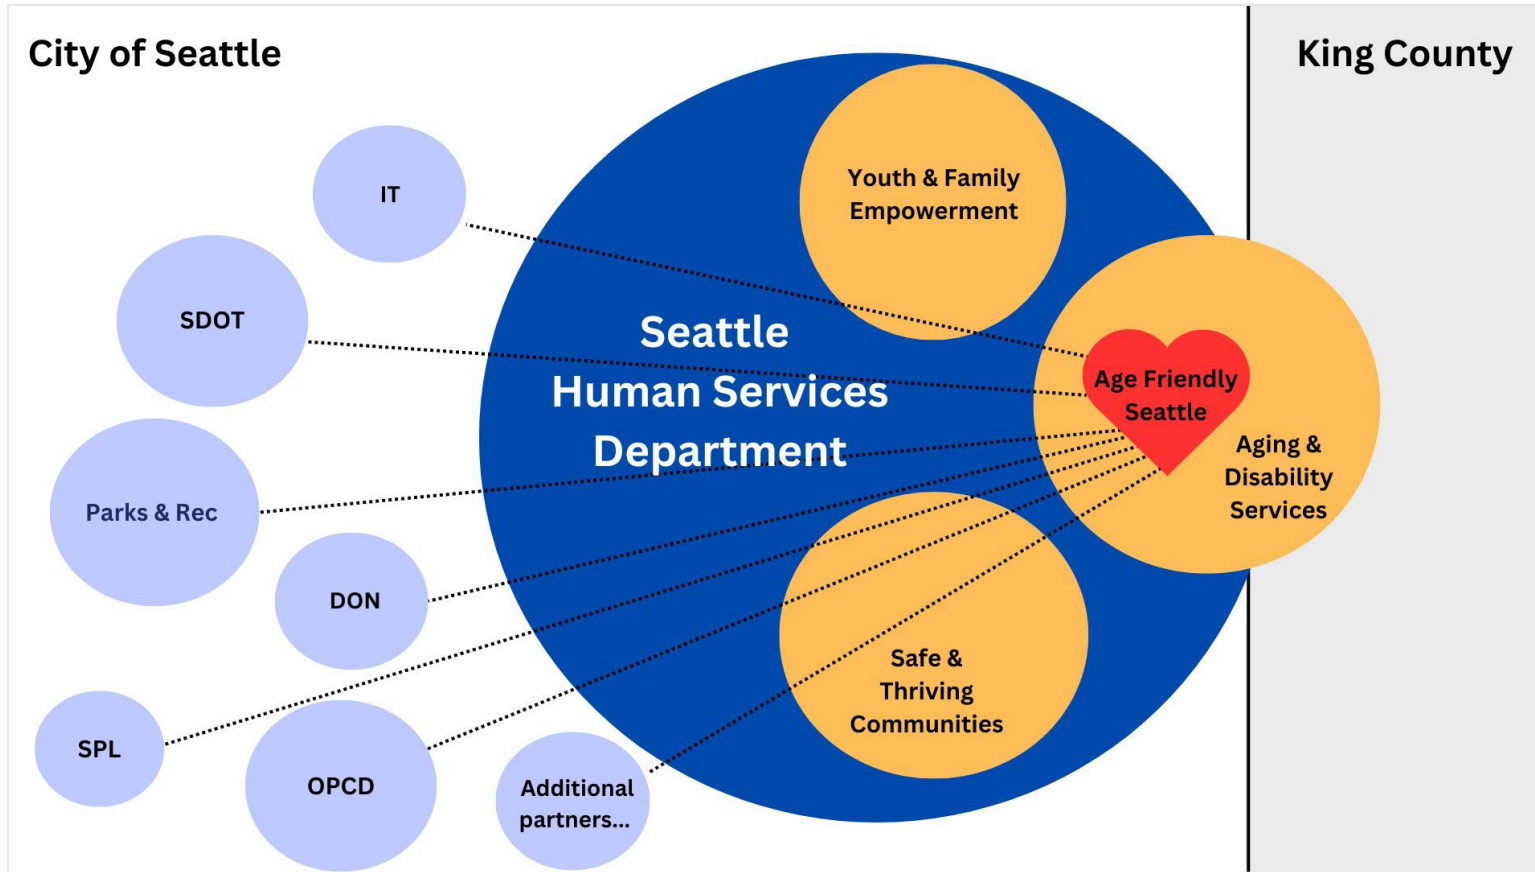 City of Seattle
King County
IT
Youth & Family
Empowerment
SDOT
Seattle
Human Services
Department
Age Friendly
Seattle
Aging &
Disability
Services
Parks & Rec
DON
Safe &
Thriving
Communities
SPL
OPCD
Additional
partners...